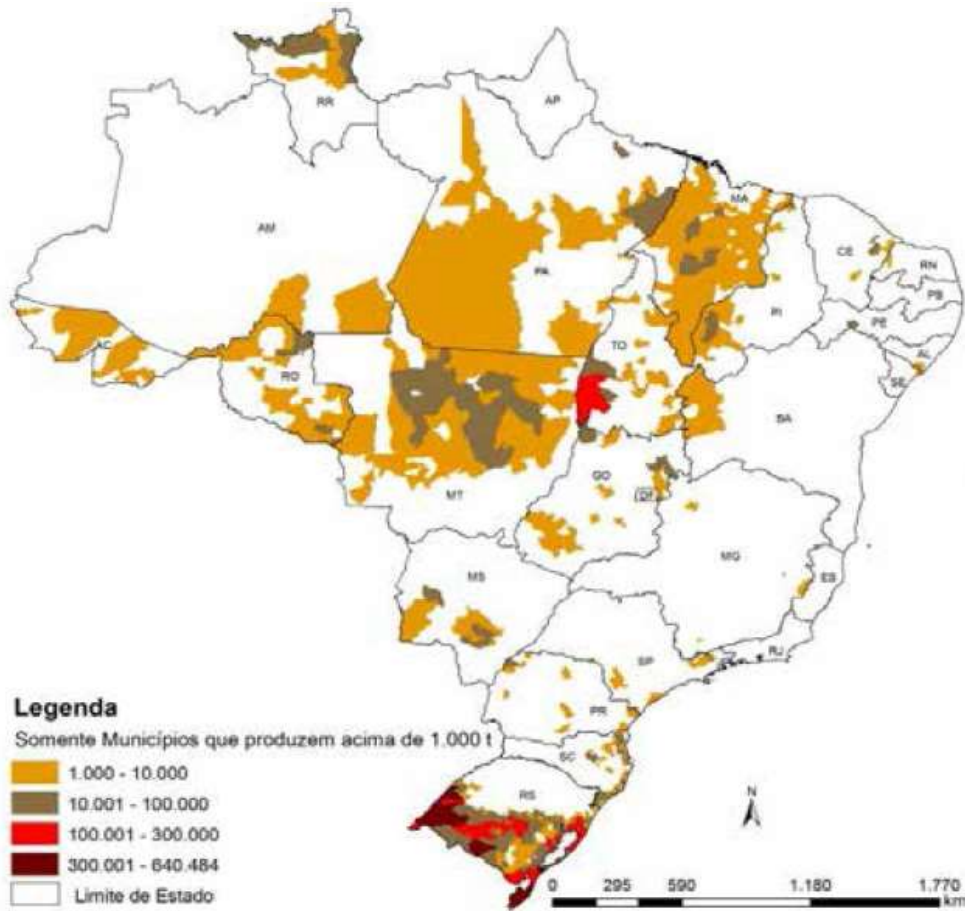 RR
AP
AM
PA
MA
CE
RN
PB
PE
PI
AL
SE
AC
RO
TO
BA
MT
GO
DF
MG
ES
MS
SP
RJ
PR
SC
RS
N
Legenda
Somente Municípios que produzem acima de 1.000 t
1.000 - 10.000
10.001 - 100.000
100.001 - 300.000
300.001 - 640.484
Limite de Estado
0 295 590 1.180 1.770
km